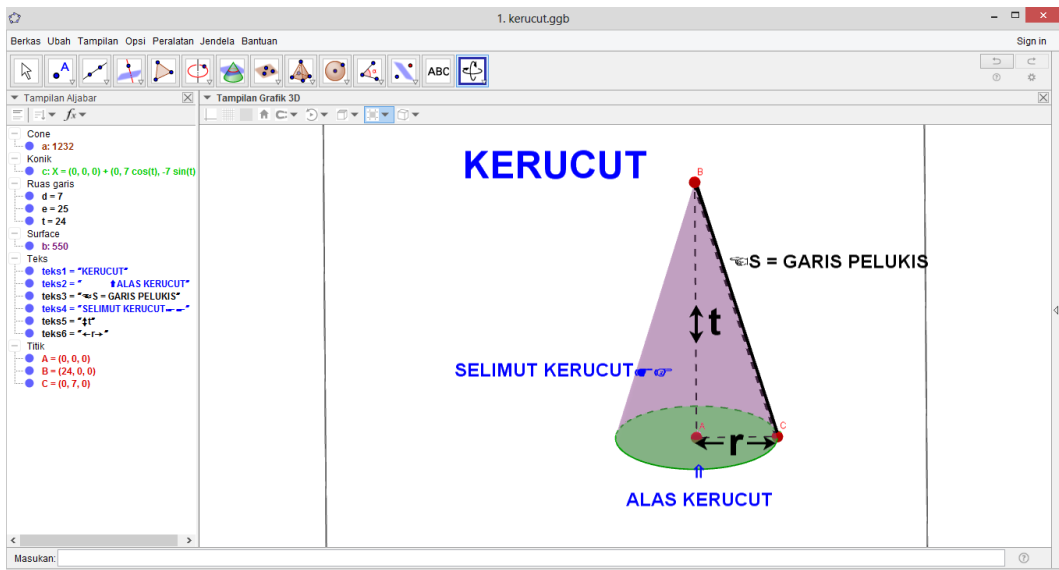 1. kerucut.ggb
Berkas Ubah Tampilan Opsi Peralatan Jendela Bantuan
Sign in
A
ABC
Tampilan Aljabar
Tampilan Grafik 3D
fx
Cone
a: 1232
Konik
c: X = (0, 0, 0) + (0, 7 cos(t), -7 sin(t)
Ruas garis
d = 7
e = 25
t = 24
Surface
b: 550
Teks
teks1 = "KERUCUT"
teks2 = " ⬆ALAS KERUCUT"
teks3 = "☜S = GARIS PELUKIS"
teks4 = "SELIMUT KERUCUT☛☞"
teks5 = "↕t"
teks6 = "←r→"
Titik
A = (0, 0, 0)
B = (24, 0, 0)
C = (0, 7, 0)
KERUCUT
B
☜S = GARIS PELUKIS
↕t
SELIMUT KERUCUT☛☞
A
C
←r→
⇑
ALAS KERUCUT
Masukan: